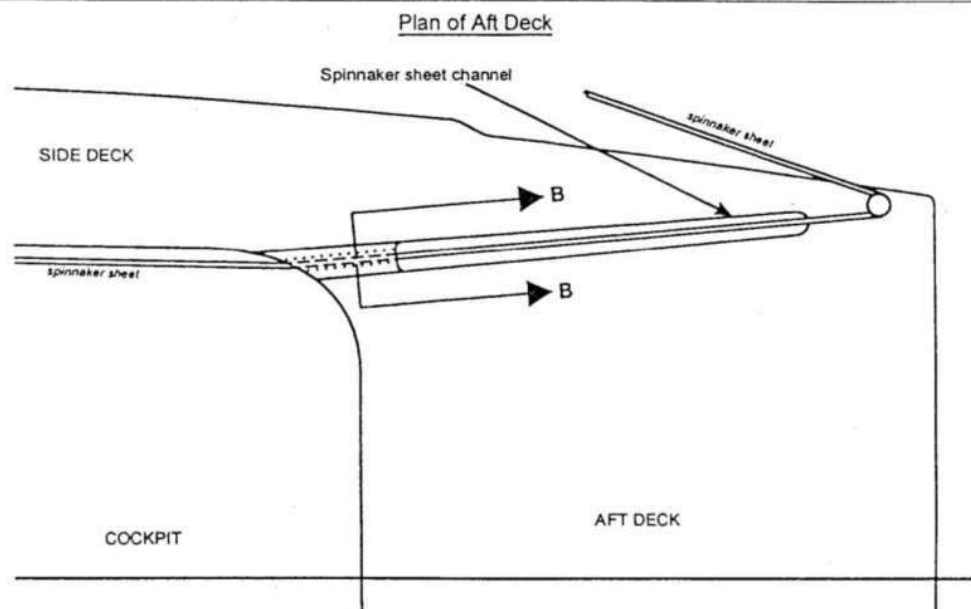 Plan of Aft Deck
Spinnaker sheet channel
spinnaker sheet
SIDE DECK
B
spinnaker sheet
B
AFT DECK
COCKPIT